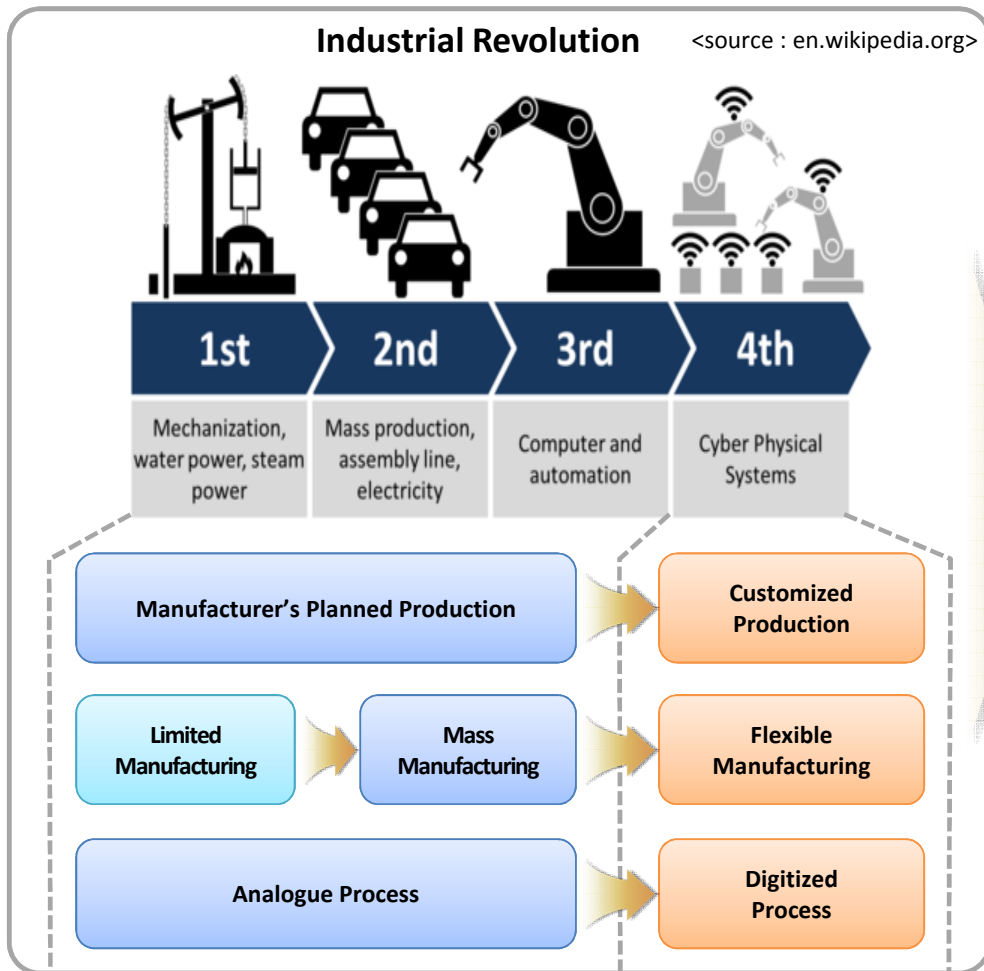 Industrial Revolution
<source : en.wikipedia.org>
1st
2nd
3rd
4th
Mechanization,
water power, steam
power
Mass production,
assembly line,
electricity
Computer and
automation
Cyber Physical
Systems
Manufacturer’s Planned Production
Customized
Production
Limited
Manufacturing
Mass
Manufacturing
Flexible
Manufacturing
Analogue Process
Digitized
Process